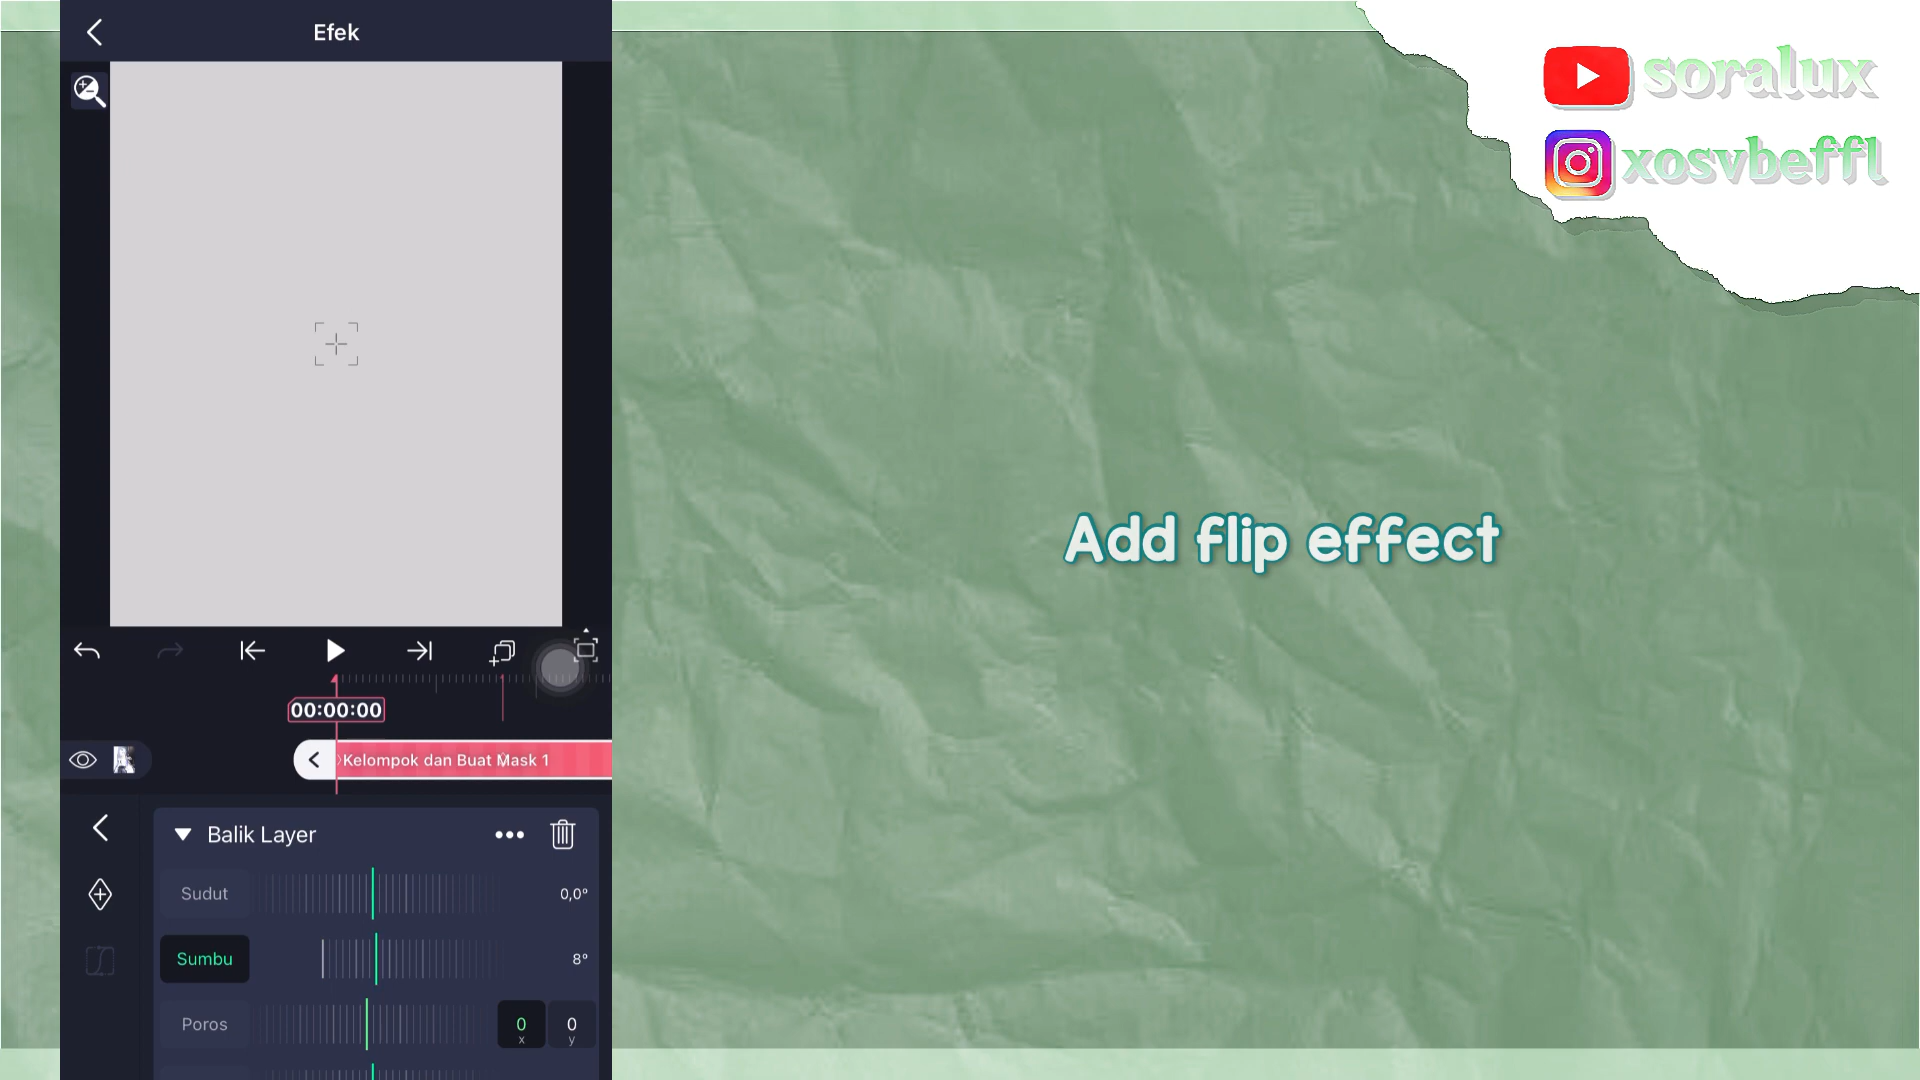 Efek
00:00:00
Kelompok dan Buat Mask 1
Balik Layer
Sudut
0,0°
Sumbu
8°
Poros
0
x
0
y
Add flip effect
soralux
xosvbeffl